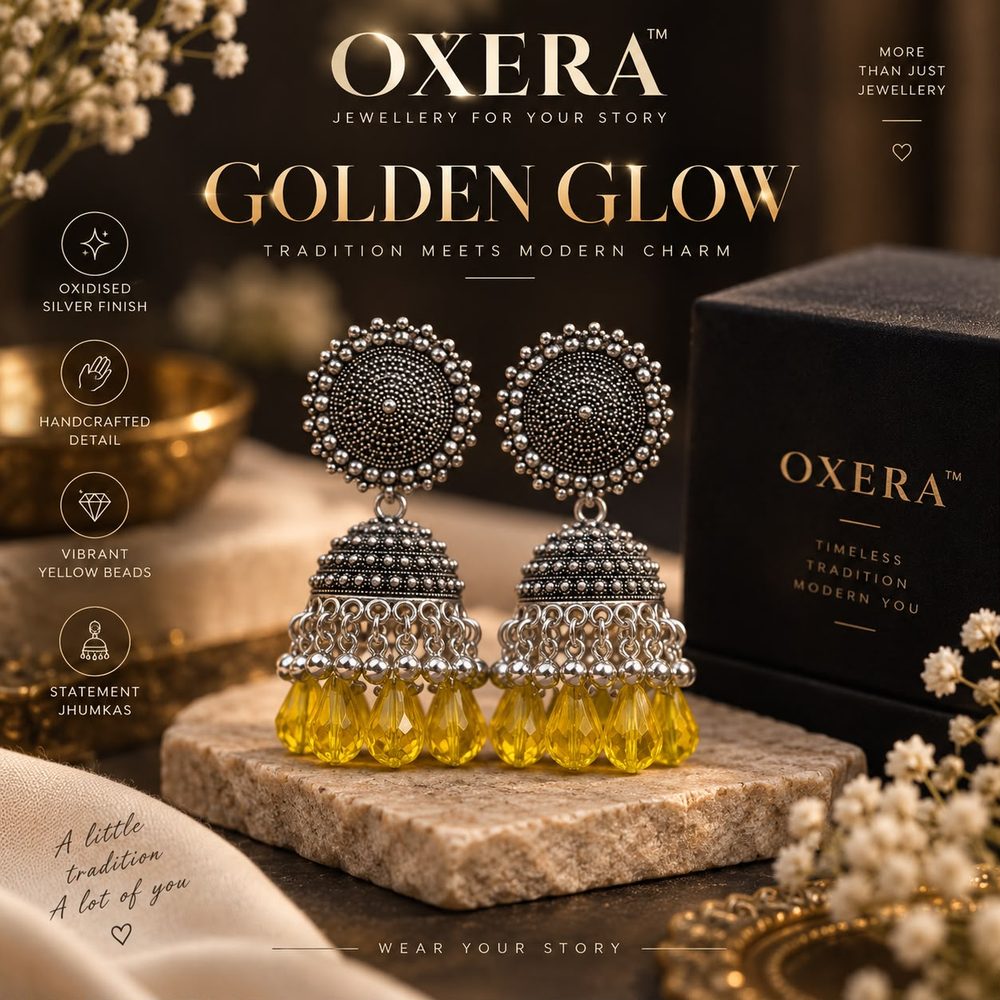 OXERA™
JEWELLERY FOR YOUR STORY
MORE
THAN JUST
JEWELLERY
GOLDEN GLOW
TRADITION MEETS MODERN CHARM
OXIDISED
SILVER FINISH
HANDCRAFTED
DETAIL
VIBRANT
YELLOW BEADS
STATEMENT
JHUMKAS
OXERA™
TIMELESS
TRADITION
MODERN YOU
A little
tradition
A lot of you
WEAR YOUR STORY